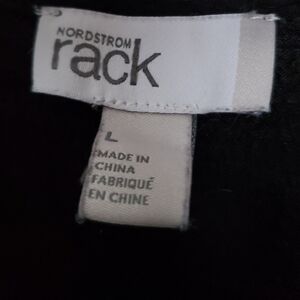 NORDSTROM
rack
L
MADE IN
CHINA
FABRIQUÉ
EN CHINE